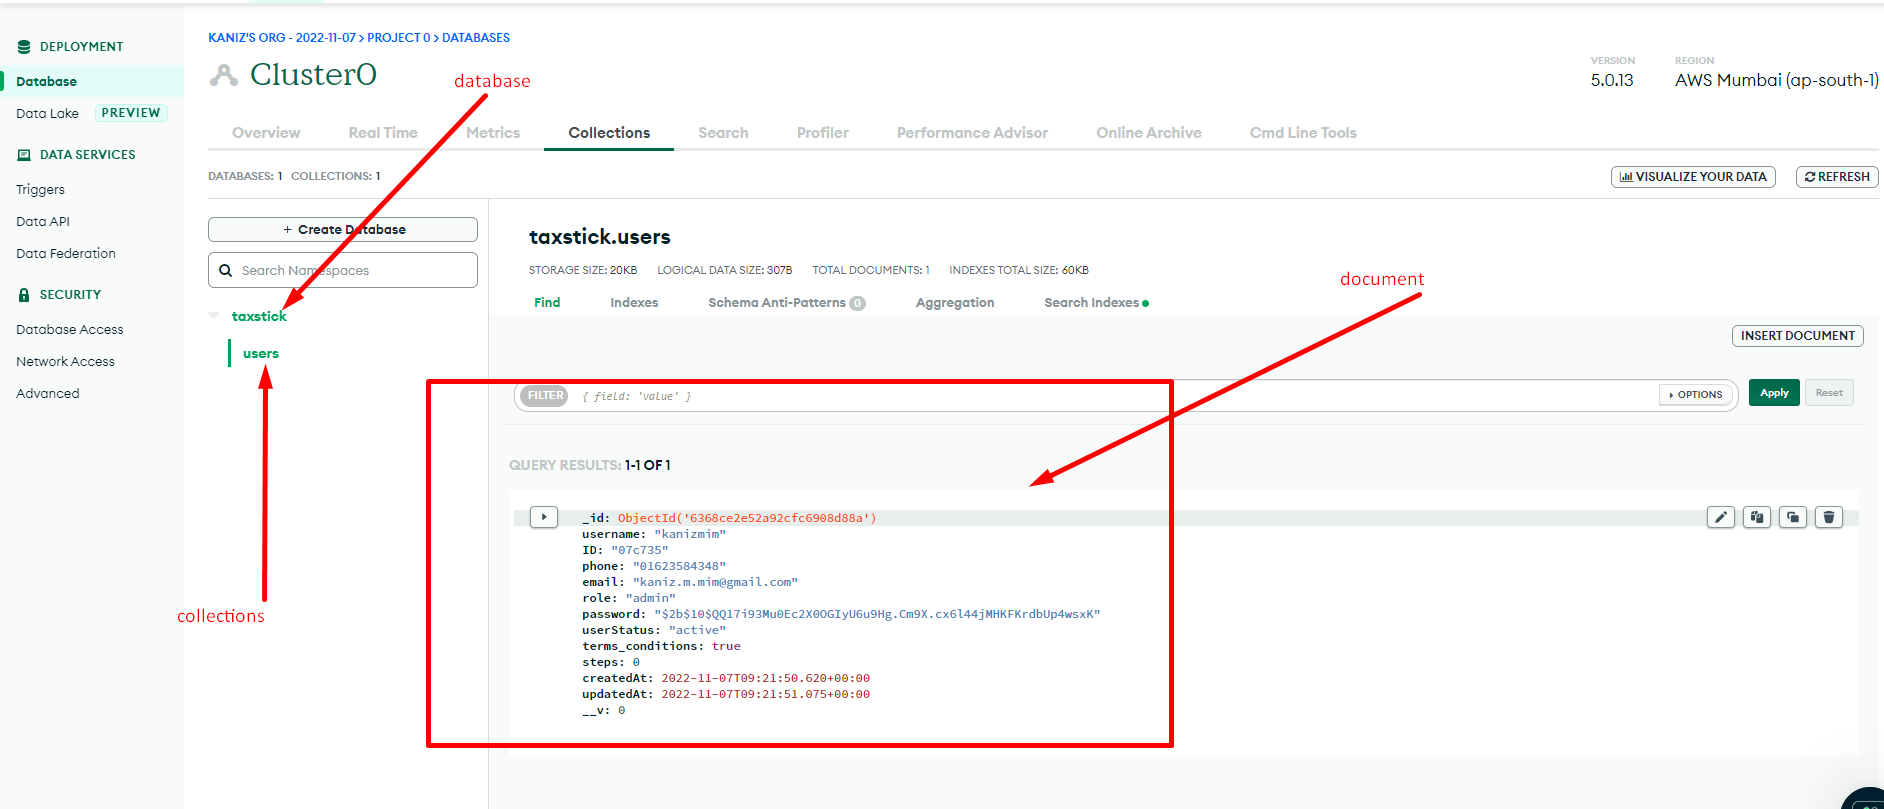 DEPLOYMENT
Database
Data Lake PREVIEW
DATA SERVICES
Triggers
Data API
Data Federation
SECURITY
Database Access
Network Access
Advanced
KANIZ'S ORG - 2022-11-07 > PROJECT 0 > DATABASES
Cluster0
database
VERSION
5.0.13
REGION
AWS Mumbai (ap-south-1)
Overview Real Time Metrics Collections Search Profiler Performance Advisor Online Archive Cmd Line Tools
DATABASES: 1 COLLECTIONS: 1
VISUALIZE YOUR DATA
REFRESH
+ Create Database
Search Namespaces
taxstick
users
collections
taxstick.users
STORAGE SIZE: 20KB LOGICAL DATA SIZE: 307B TOTAL DOCUMENTS: 1 INDEXES TOTAL SIZE: 60KB
document
Find Indexes Schema Anti-Patterns 0 Aggregation Search Indexes
INSERT DOCUMENT
FILTER { field: 'value' }
OPTIONS
Apply
Reset
QUERY RESULTS: 1-1 OF 1
_id: ObjectId('6368ce2e52a92cfc6908d88a')
username: "kanizmim"
ID: "07c735"
phone: "01623584348"
email: "kaniz.m.mim@gmail.com"
role: "admin"
password: "$2b$10$QQ17i93Mu0Ec2X0OGIyU6u9Hg.Cm9X.cx6l44jMHKFKrdbUp4wsxK"
userStatus: "active"
terms_conditions: true
steps: 0
createdAt: 2022-11-07T09:21:50.620+00:00
updatedAt: 2022-11-07T09:21:51.075+00:00
__v: 0